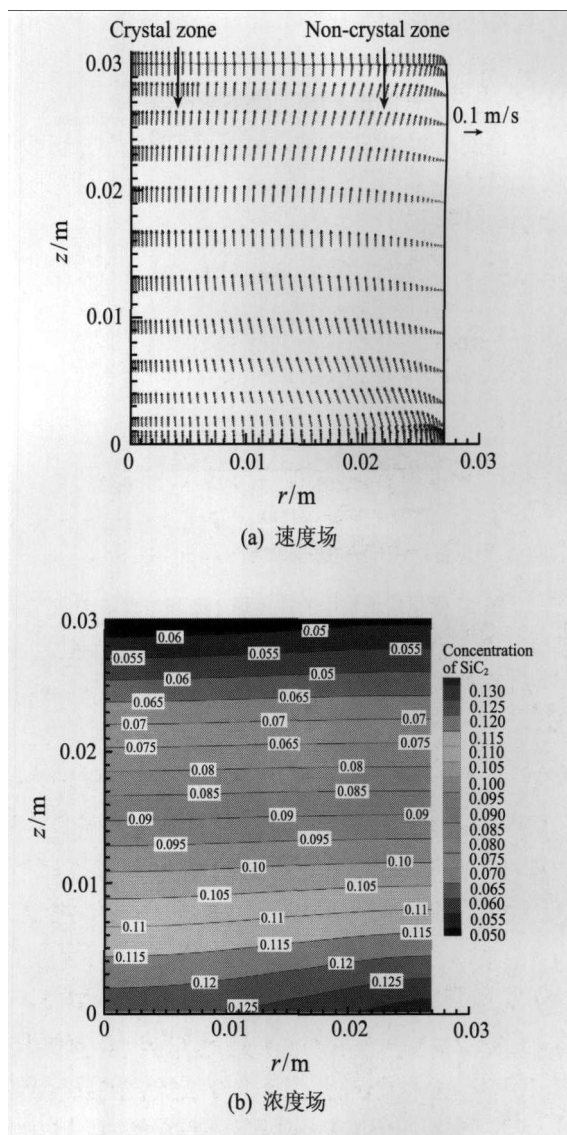 Crystal zone Non-crystal zone
0.03
0.1 m/s
0.02
z/m
0.01
0
0 0.01 0.02 0.03
r/m
(a) 速度场
0.03
0.06 0.05
0.055 0.055 0.055
0.06 0.05
0.065 0.065
0.07 0.07 0.07
0.02
0.075 0.065 0.075
0.08 0.08
0.085 0.085
z/m
0.09 0.09 0.09
0.095 0.095
0.10 0.10
0.01
0.105 0.105
0.11 0.11 0.11
0.115 0.115 0.115
0.12 0.12
0.125 0.125
0
0 0.01 0.02 0.03
r/m
Concentration
of SiC₂
0.130
0.125
0.120
0.115
0.110
0.105
0.100
0.095
0.090
0.085
0.080
0.075
0.070
0.065
0.060
0.055
0.050
(b) 浓度场